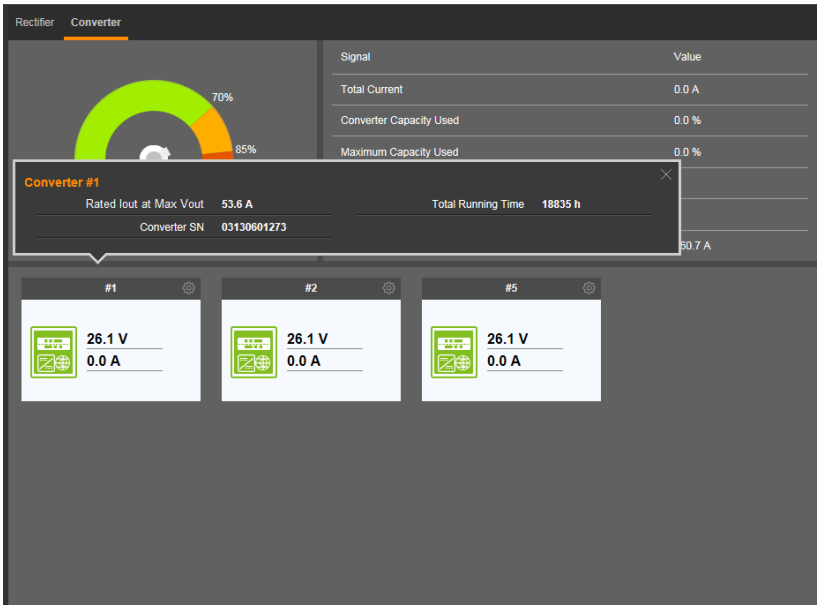 Rectifier Converter
Signal Value
70%
Total Current 0.0 A
Converter Capacity Used 0.0 %
85%
Maximum Capacity Used 0.0 %
Converter #1
Rated Iout at Max Vout 53.6 A Total Running Time 18835 h
Converter SN 03130601273
60.7 A
#1 #2 #5
26.1 V 26.1 V 26.1 V
0.0 A 0.0 A 0.0 A